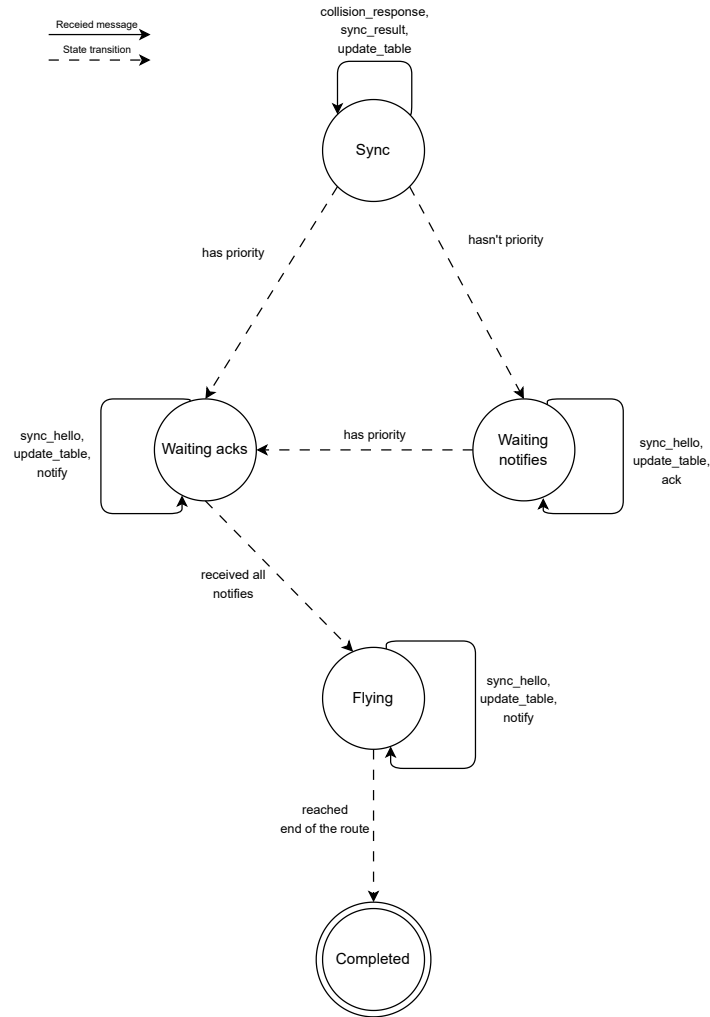 Receied message
State transition
collision_response,
sync_result,
update_table
Sync
has priority
hasn't priority
sync_hello,
update_table,
notify
Waiting acks
has priority
Waiting
notifies
sync_hello,
update_table,
ack
received all
notifies
Flying
sync_hello,
update_table,
notify
reached
end of the route
Completed